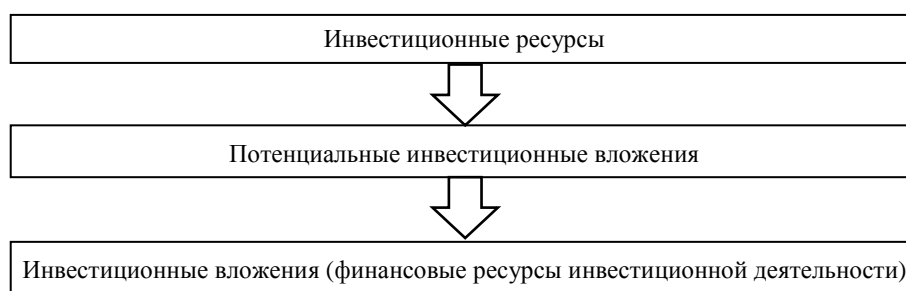 Инвестиционные ресурсы
Потенциальные инвестиционные вложения
Инвестиционные вложения (финансовые ресурсы инвестиционной деятельности)